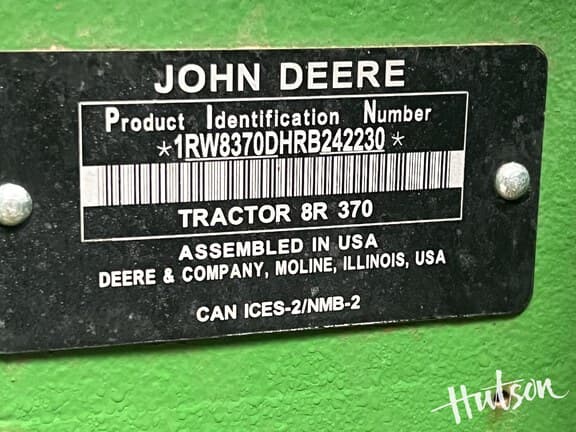 JOHN DEERE
Product Identification Number
*1RW8370DHRB242230*
TRACTOR 8R 370
ASSEMBLED IN USA
DEERE & COMPANY, MOLINE, ILLINOIS, USA
CAN ICES-2/NMB-2
Hutson